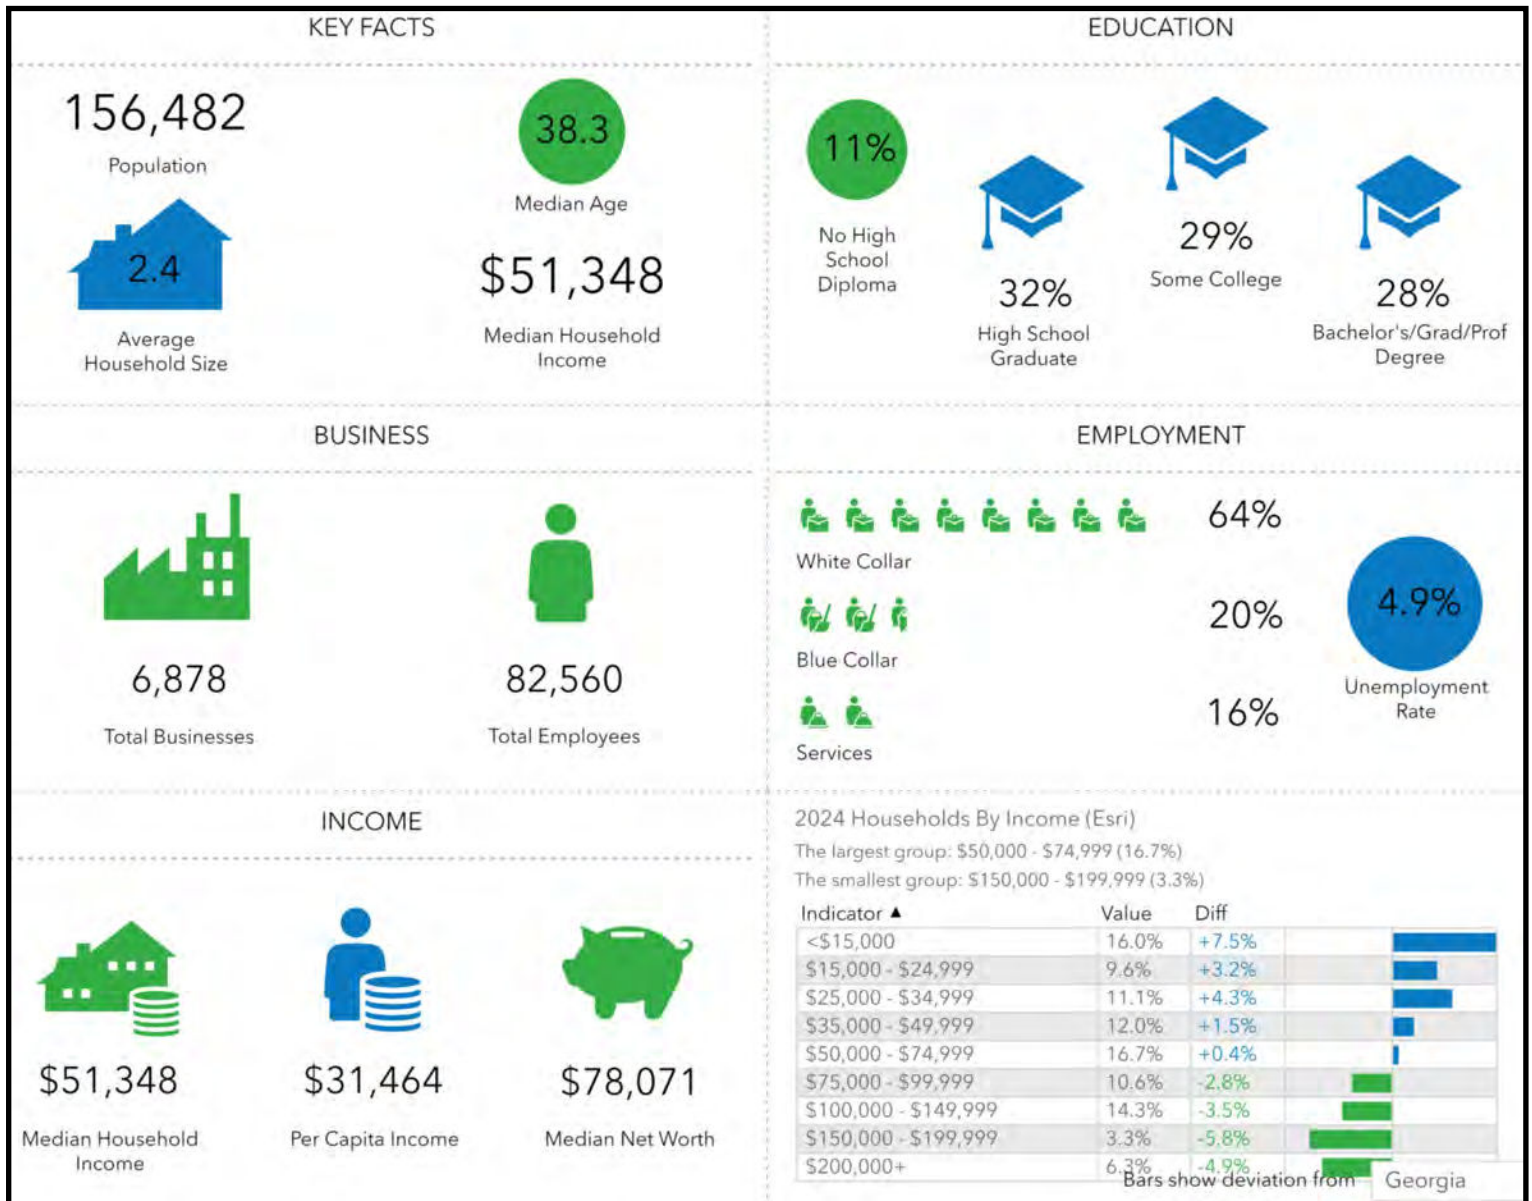 KEY FACTS
156,482
Population
38.3
Median Age
2.4
Average
Household Size
$51,348
Median Household
Income
EDUCATION
11%
No High
School
Diploma
32%
High School
Graduate
29%
Some College
28%
Bachelor's/Grad/Prof
Degree
BUSINESS
6,878
Total Businesses
82,560
Total Employees
EMPLOYMENT
64%
White Collar
20%
Blue Collar
16%
Services
4.9%
Unemployment
Rate
INCOME
$51,348
Median Household
Income
$31,464
Per Capita Income
$78,071
Median Net Worth
2024 Households By Income (Esri)
The largest group: $50,000 - $74,999 (16.7%)
The smallest group: $150,000 - $199,999 (3.3%)
Indicator ▲ Value Diff
<$15,000 16.0% +7.5%
$15,000 - $24,999 9.6% +3.2%
$25,000 - $34,999 11.1% +4.3%
$35,000 - $49,999 12.0% +1.5%
$50,000 - $74,999 16.7% +0.4%
$75,000 - $99,999 10.6% -2.8%
$100,000 - $149,999 14.3% -3.5%
$150,000 - $199,999 3.3% -5.8%
$200,000+ 6.3% -4.9%
Bars show deviation from Georgia